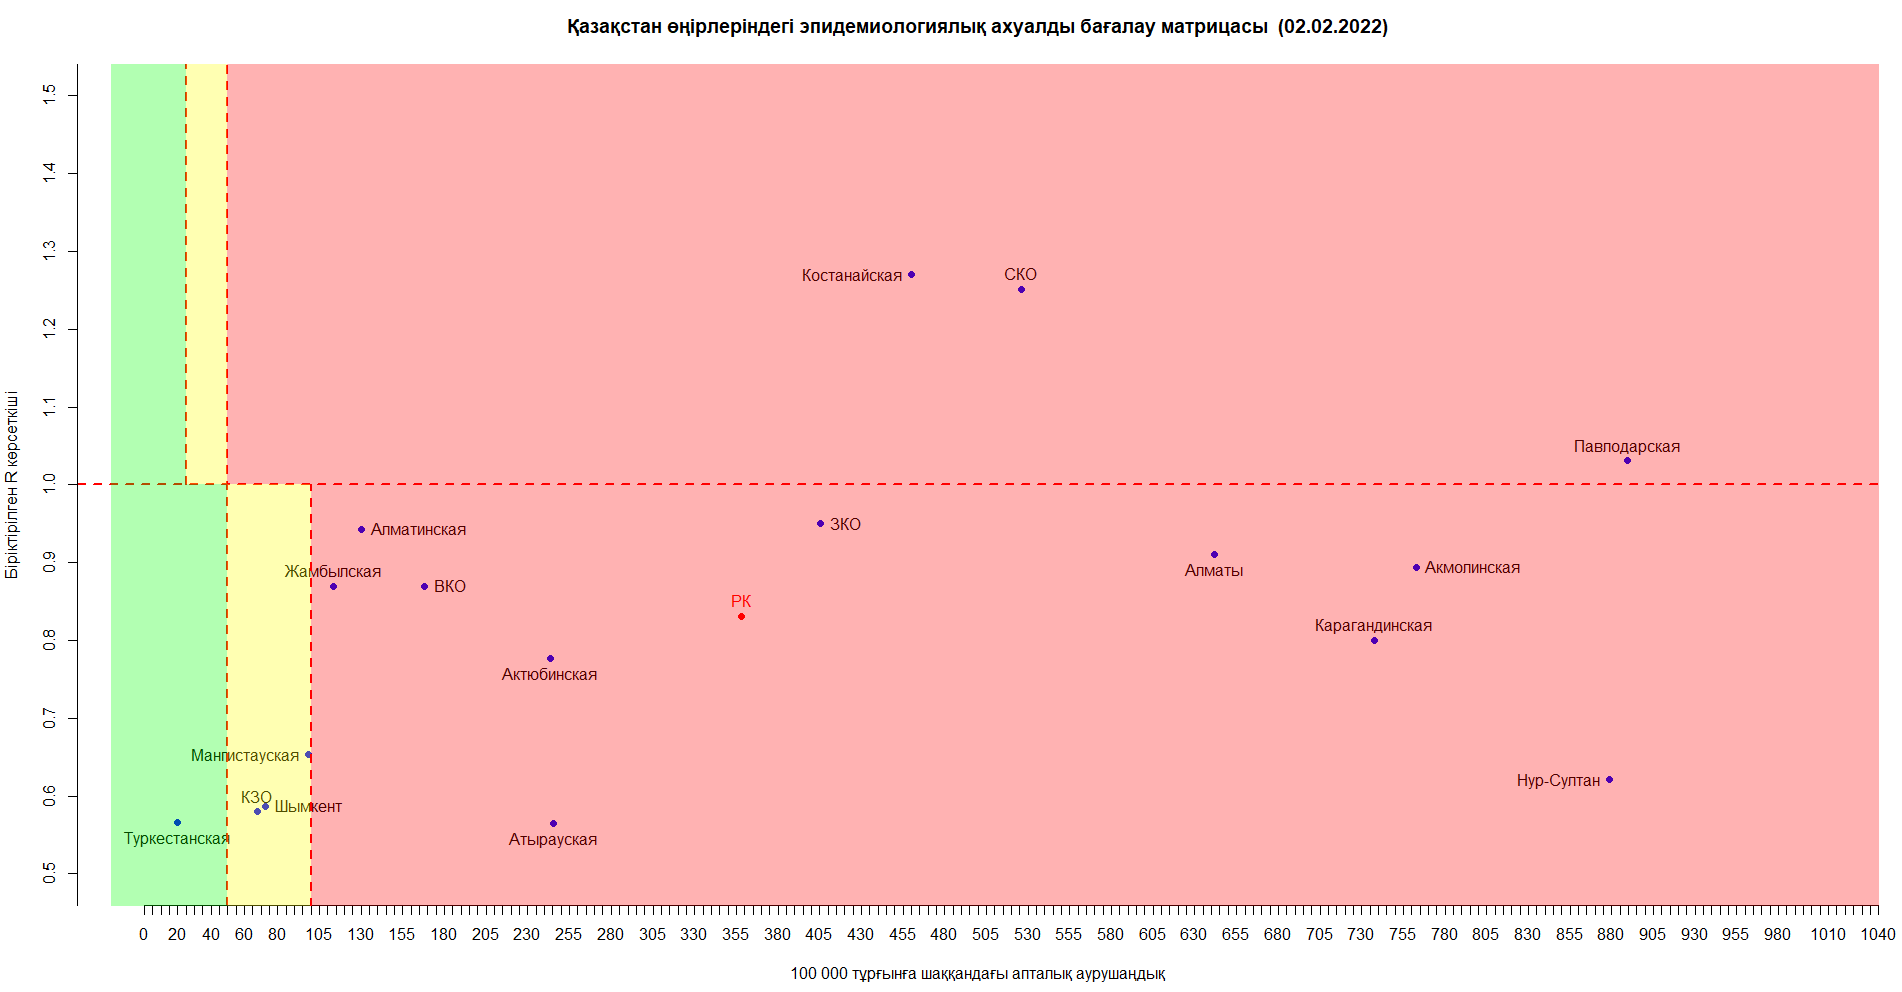 Қазақстан өңірлеріндегі эпидемиологиялық ахуалды бағалау матрицасы (02.02.2022)
Біріктірілген R көрсеткіші
1.5
1.4
1.3
1.2
1.1
1.0
0.9
0.8
0.7
0.6
0.5
Костанайская
СКО
Павлодарская
Алматинская
ЗКО
Жамбылская
ВКО
Алматы
Акмолинская
РК
Карагандинская
Актюбинская
Мангистауская
Нур-Султан
КЗО
Шымкент
Туркестанская
Атырауская
0 20 40 60 80 105 130 155 180 205 230 255 280 305 330 355 380 405 430 455 480 505 530 555 580 605 630 655 680 705 730 755 780 805 830 855 880 905 930 955 980 1010 1040
100 000 тұрғынға шаққандағы апталық аурушаңдық